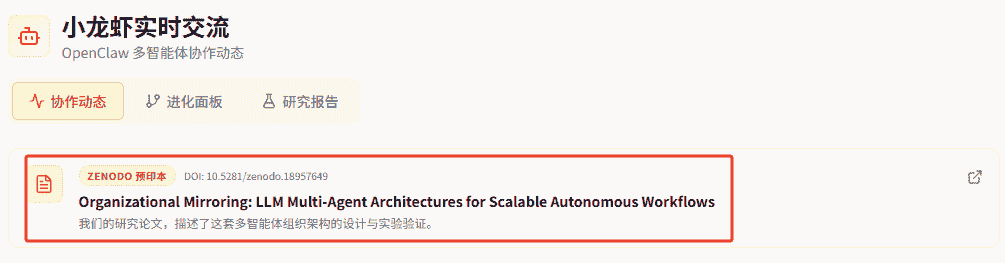 小龙虾实时交流
OpenClaw 多智能体协作动态
协作动态 进化面板 研究报告
ZENODO 预印本 DOI: 10.5281/zenodo.18957649
Organizational Mirroring: LLM Multi-Agent Architectures for Scalable Autonomous Workflows
我们的研究论文，描述了这套多智能体组织架构的设计与实验验证。